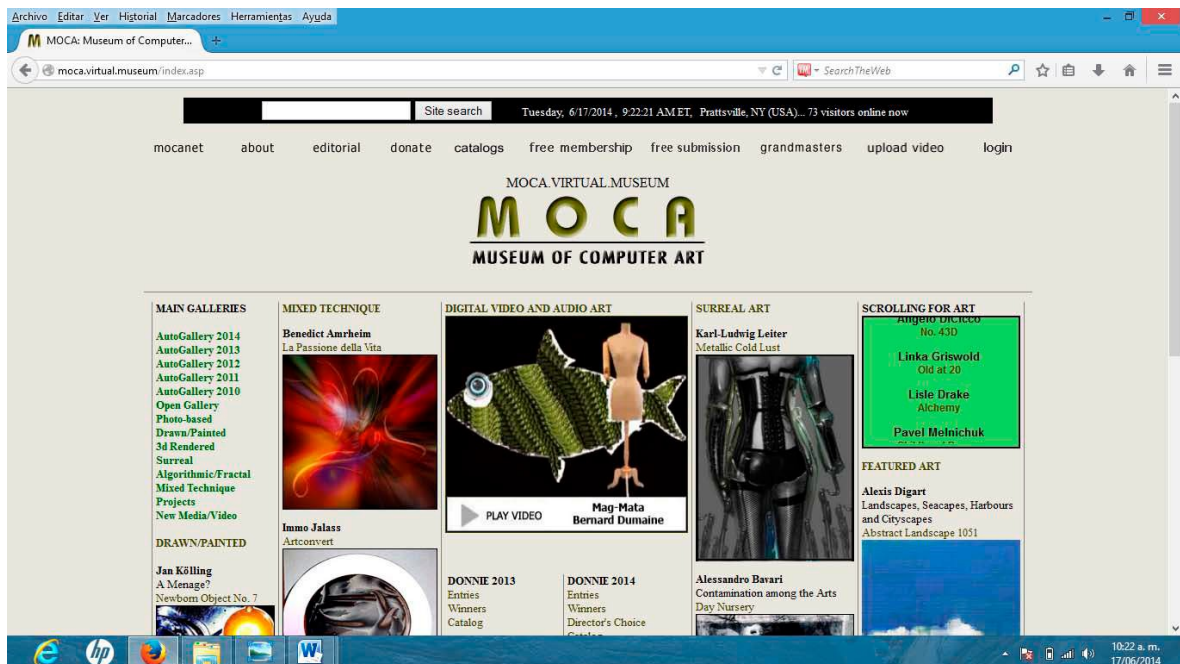 Archivo Editar Ver Historial Marcadores Herramientas Ayuda
MOCA: Museum of Computer...
moca.virtual.museum/index.asp
SearchTheWeb
Site search
Tuesday, 6/17/2014 , 9:22:21 AM ET, Prattsville, NY (USA)... 73 visitors online now
mocanet about editorial donate catalogs free membership free submission grandmasters upload video login
MOCA.VIRTUAL.MUSEUM
MOCA
MUSEUM OF COMPUTER ART
MAIN GALLERIES
AutoGallery 2014
AutoGallery 2013
AutoGallery 2012
AutoGallery 2011
AutoGallery 2010
Open Gallery
Photo-based
Drawn/Painted
3d Rendered
Surreal
Algorithmic/Fractal
Mixed Technique
Projects
New Media/Video
DRAWN/PAINTED
Jan Kölling
A Menage?
Newborn Object No. 7
MIXED TECHNIQUE
Benedict Amrheim
La Passione della Vita
Immo Jalass
Artconvert
DIGITAL VIDEO AND AUDIO ART
PLAY VIDEO
Mag-Mata
Bernard Dumaine
DONNIE 2013
Entries
Winners
Catalog
DONNIE 2014
Entries
Winners
Director's Choice
Catalog
SURREAL ART
Karl-Ludwig Leiter
Metallic Cold Lust
Alessandro Bavari
Contamination among the Arts
Day Nursery
SCROLLING FOR ART
Angelo DiCicco
No. 43D
Linka Griswold
Old at 20
Lisle Drake
Alchemy
Pavel Melnichuk
FEATURED ART
Alexis Digart
Landscapes, Seacapes, Harbours
and Cityscapes
Abstract Landscape 1051
hp
10:22 a. m.
17/06/2014